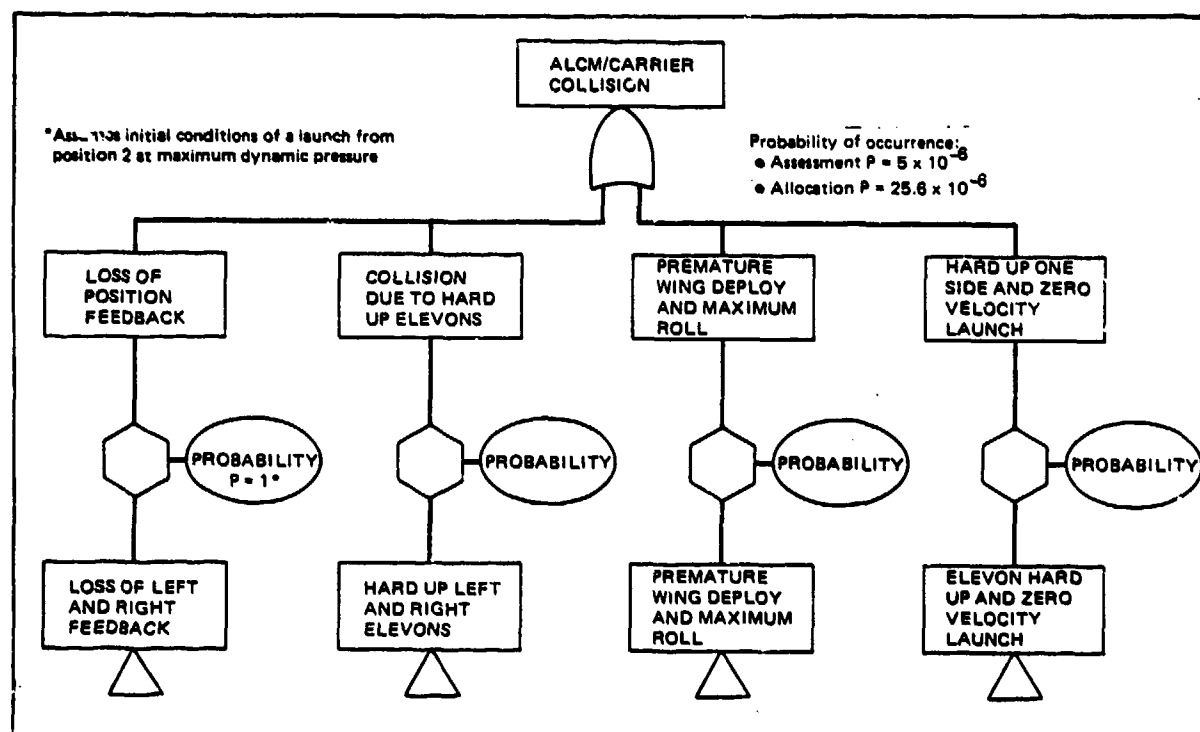 ALCM/CARRIER
COLLISION
initial conditions of a launch from
position 2 at maximum dynamic pressure
Probability of occurrence:
● Assessment P = 5 x 10⁻⁶
● Allocation P = 25.6 x 10⁻⁶
LOSS OF
POSITION
FEEDBACK
COLLISION
DUE TO HARD
UP ELEVONS
PREMATURE
WING DEPLOY
AND MAXIMUM
ROLL
HARD UP ONE
SIDE AND ZERO
VELOCITY
LAUNCH
PROBABILITY
P = 1*
PROBABILITY
PROBABILITY
PROBABILITY
LOSS OF LEFT
AND RIGHT
FEEDBACK
HARD UP LEFT
AND RIGHT
ELEVONS
PREMATURE
WING DEPLOY
AND MAXIMUM
ROLL
ELEVON HARD
UP AND ZERO
VELOCITY
LAUNCH